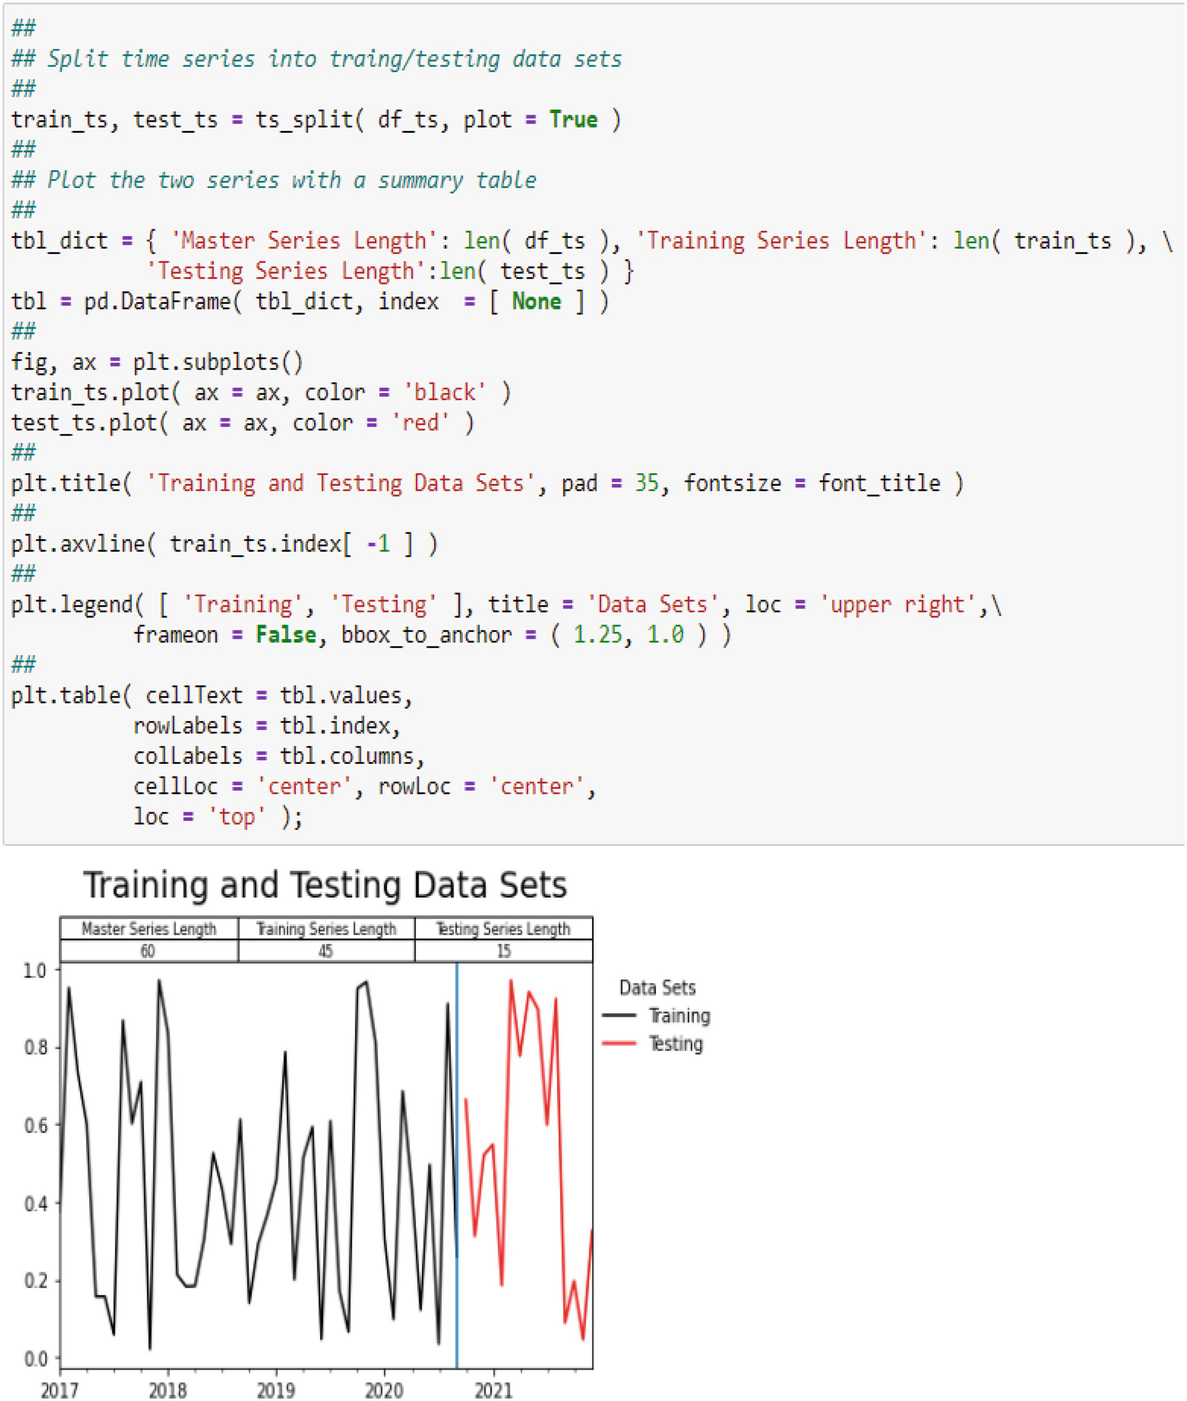 ##
## Split time series into traing/testing data sets
##
train_ts, test_ts = ts_split( df_ts, plot = True )
##
## Plot the two series with a summary table
##
tbl_dict = { 'Master Series Length': len( df_ts ), 'Training Series Length': len( train_ts ), \
'Testing Series Length':len( test_ts ) }
tbl = pd.DataFrame( tbl_dict, index  = [ None ] )
##
fig, ax = plt.subplots()
train_ts.plot( ax = ax, color = 'black' )
test_ts.plot( ax = ax, color = 'red' )
##
plt.title( 'Training and Testing Data Sets', pad = 35, fontsize = font_title )
##
plt.axvline( train_ts.index[ -1 ] )
##
plt.legend( [ 'Training', 'Testing' ], title = 'Data Sets', loc = 'upper right',\
frameon = False, bbox_to_anchor = ( 1.25, 1.0 ) )
##
plt.table( cellText = tbl.values,
rowLabels = tbl.index,
colLabels = tbl.columns,
cellLoc = 'center', rowLoc = 'center',
loc = 'top' );
Training and Testing Data Sets
Master Series Length Training Series Length Testing Series Length
60 45 15
1.0
0.8
0.6
0.4
0.2
0.0
2017 2018 2019 2020 2021
Data Sets
Training
Testing